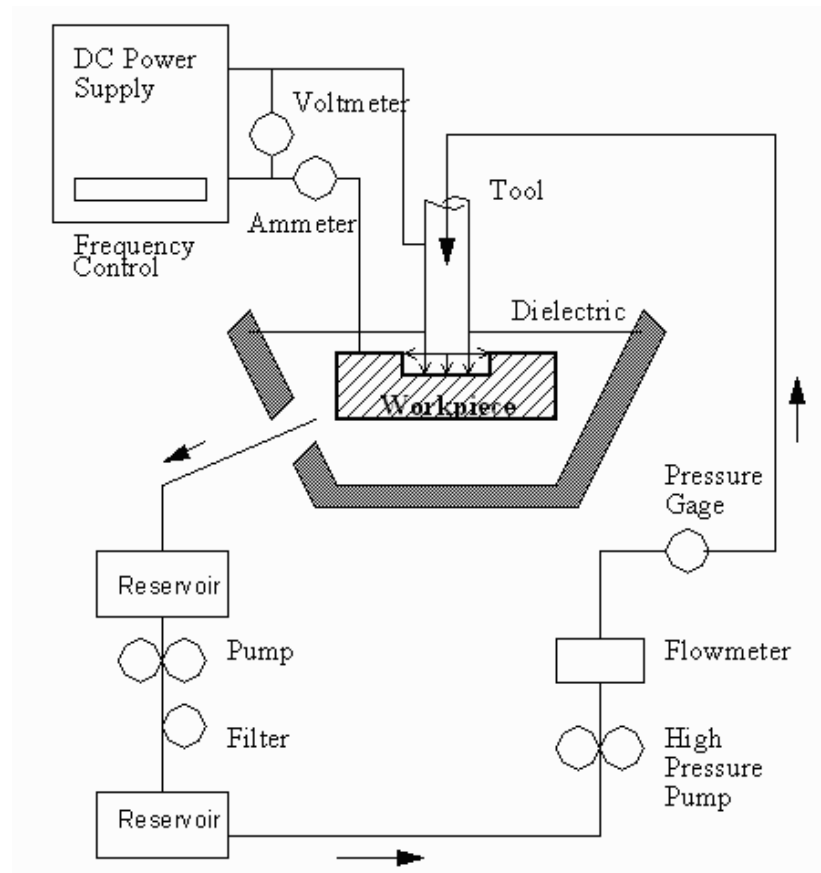 DC Power
Supply
Voltmeter
Tool
Ammeter
Frequency
Control
Dielectric
Workpiece
Pressure
Gage
Reservoir
Pump
Flowmeter
Filter
High
Pressure
Pump
Reservoir